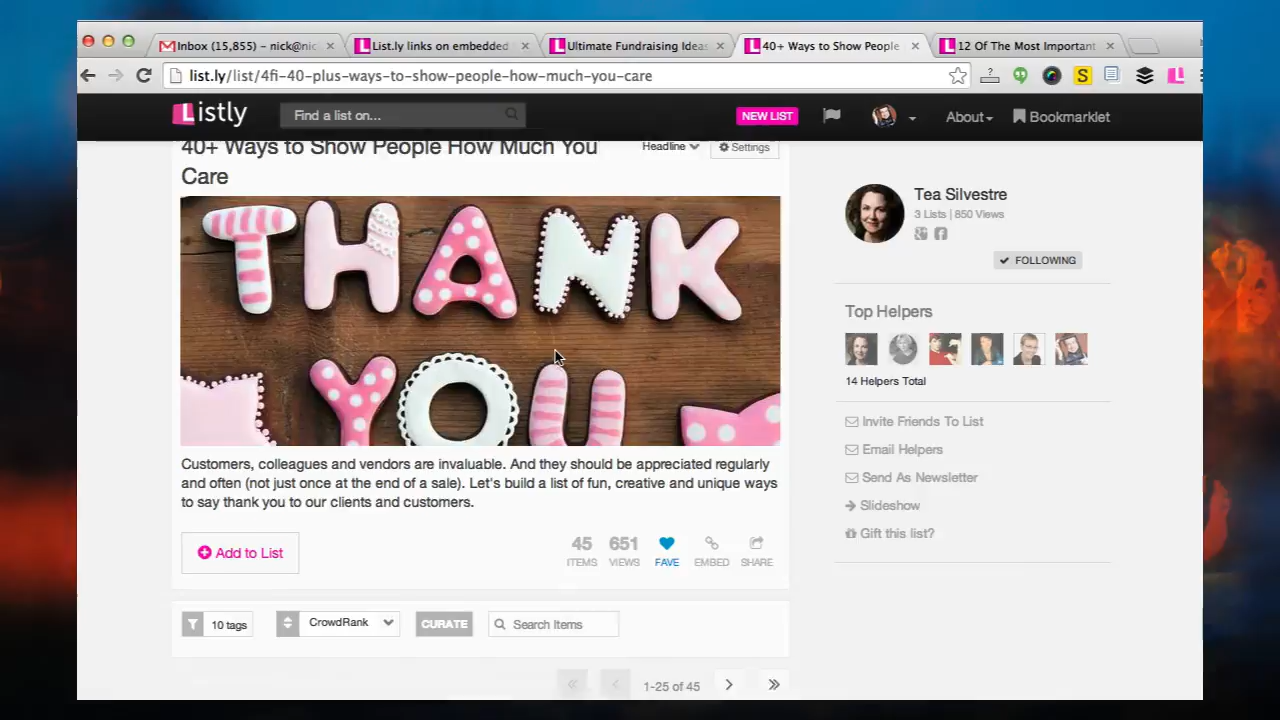 Inbox (15,855) – nick@nic
List.ly links on embedded
Ultimate Fundraising Ideas
40+ Ways to Show People
12 Of The Most Important
list.ly/list/4fi-40-plus-ways-to-show-people-how-much-you-care
Listly
Find a list on...
NEW LIST
About
Bookmarklet
40+ Ways to Show People How Much You
Care
Headline
Settings
THANK
YOU
Customers, colleagues and vendors are invaluable. And they should be appreciated regularly
and often (not just once at the end of a sale). Let's build a list of fun, creative and unique ways
to say thank you to our clients and customers.
Add to List
45
ITEMS
651
VIEWS
FAVE
EMBED
SHARE
10 tags
CrowdRank
CURATE
Search Items
1-25 of 45
Tea Silvestre
3 Lists | 850 Views
FOLLOWING
Top Helpers
14 Helpers Total
Invite Friends To List
Email Helpers
Send As Newsletter
Slideshow
Gift this list?